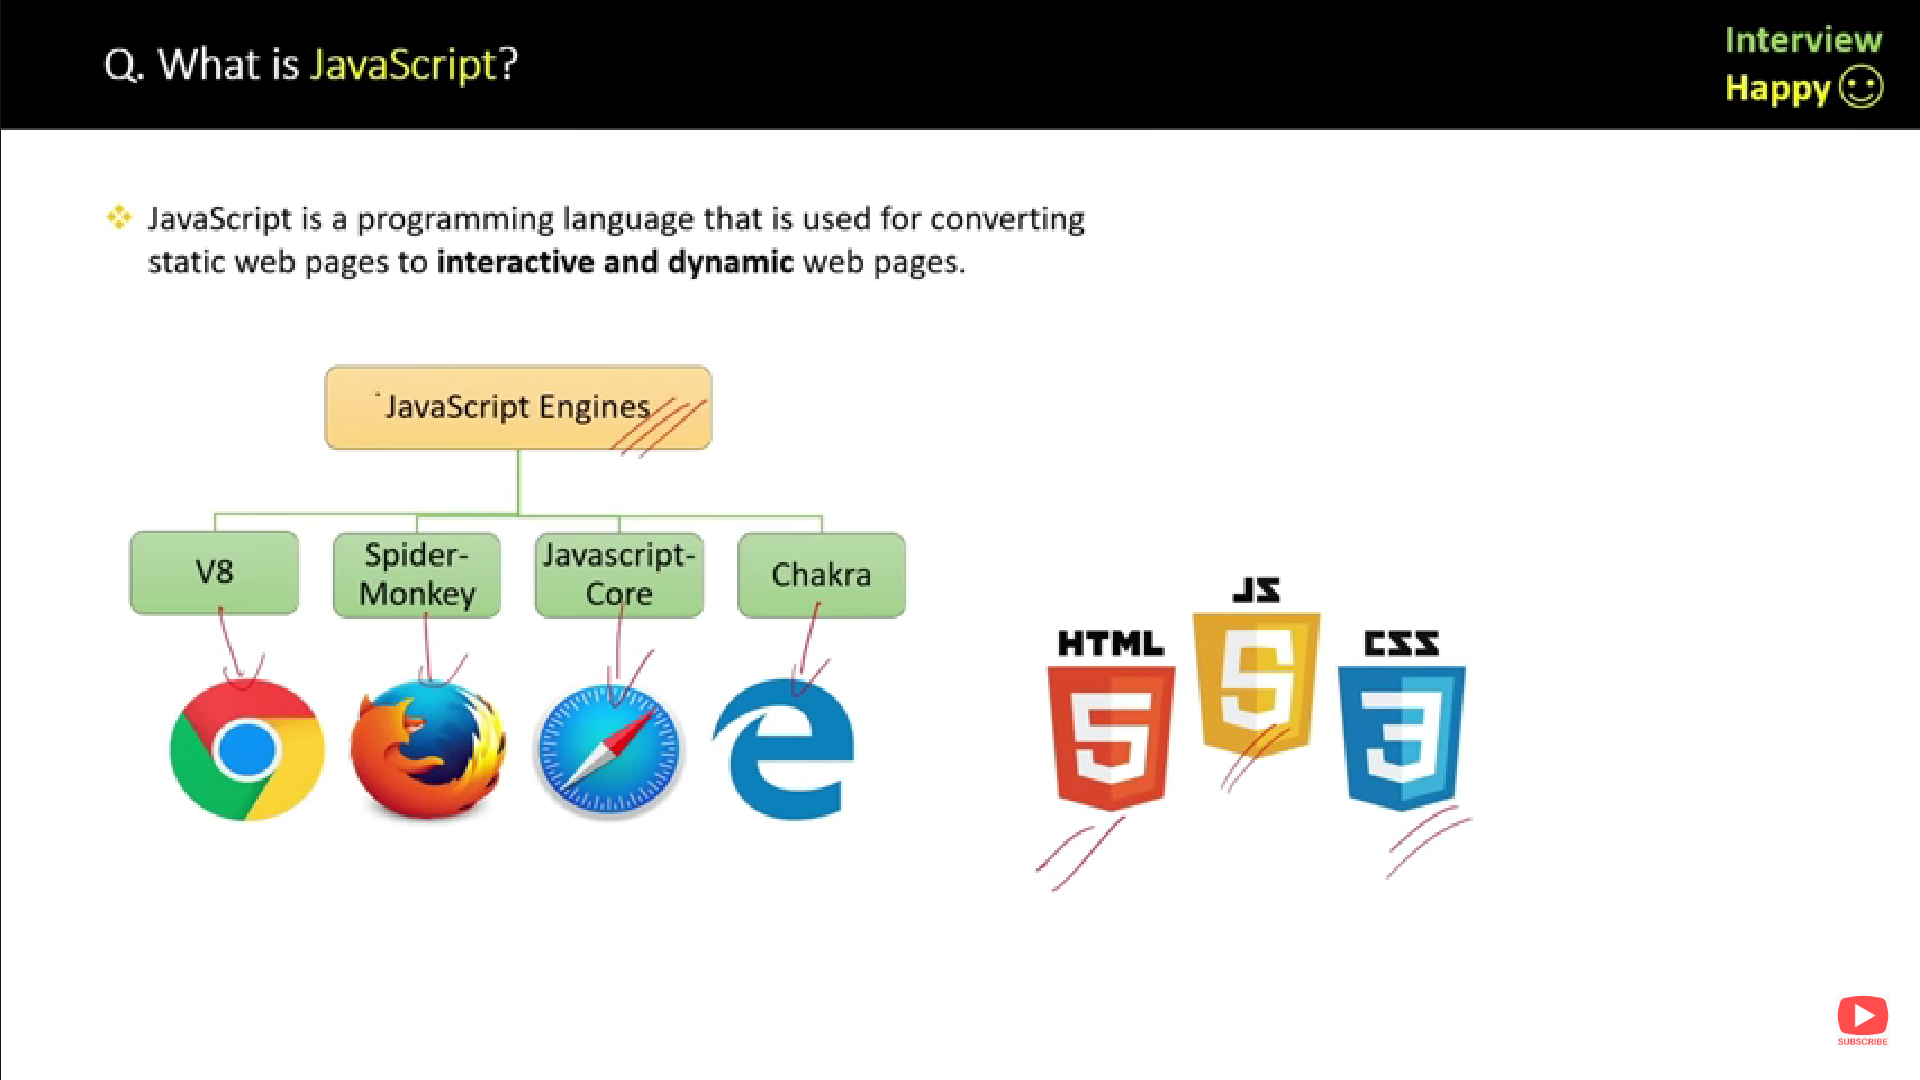 Q. What is JavaScript?
Interview
Happy
JavaScript is a programming language that is used for converting
static web pages to interactive and dynamic web pages.
JavaScript Engines
V8
Spider-
Monkey
Javascript-
Core
Chakra
HTML
5
JS
5
CSS
3
SUBSCRIBE